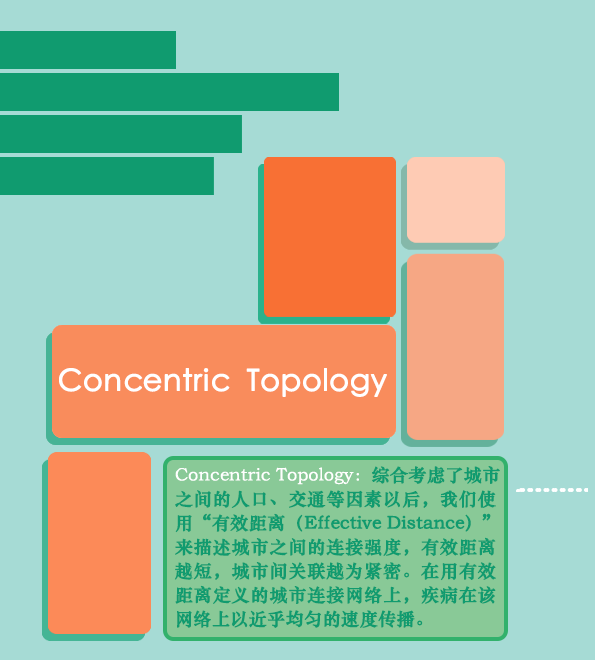 Concentric Topology
Concentric Topology: 综合考虑了城市
之间的人口、交通等因素以后，我们使
用“有效距离（Effective Distance）”
来描述城市之间的连接强度，有效距离
越短，城市间关联越为紧密。在用有效
距离定义的城市连接网络上，疾病在该
网络上以近乎均匀的速度传播。